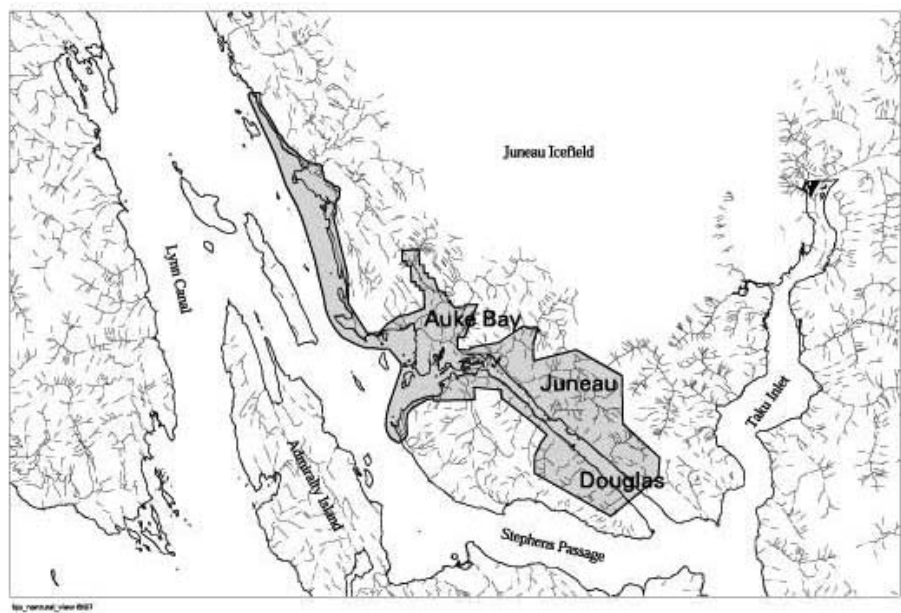 Juneau Icefield
Lynn Canal
Auke Bay
Juneau
Taku Inlet
Admiralty Island
Douglas
Stephens Passage